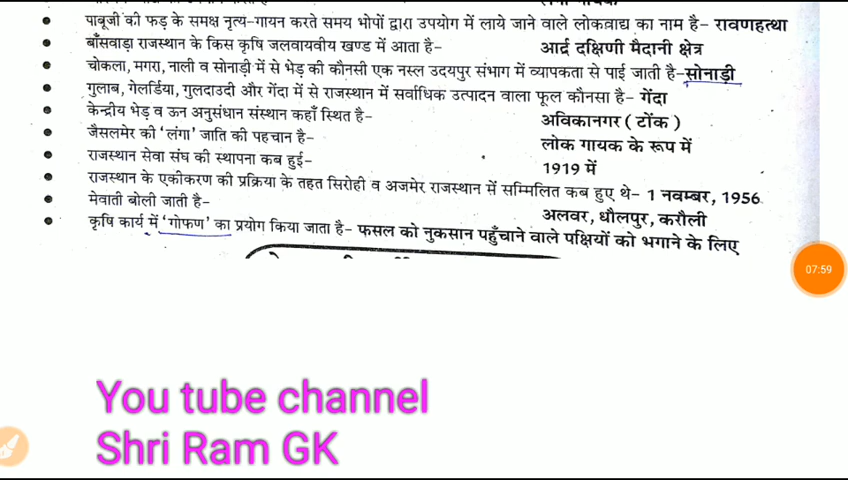 पाबूजी की फड़ के समक्ष नृत्य-गायन करते समय भोपों द्वारा उपयोग में लाये जाने वाले लोकवाद्य का नाम है- रावणहत्था
बाँसवाड़ा राजस्थान के किस कृषि जलवायवीय खण्ड में आता है- आर्द्र दक्षिणी मैदानी क्षेत्र
चोकला, मगरा, नाली व सोनाड़ी में से भेड़ की कौनसी एक नस्ल उदयपुर संभाग में व्यापकता से पाई जाती है-सोनाड़ी
गुलाब, गेलर्डिया, गुलदाउदी और गेंदा में से राजस्थान में सर्वाधिक उत्पादन वाला फूल कौनसा है- गेंदा
केन्द्रीय भेड़ व ऊन अनुसंधान संस्थान कहाँ स्थित है- अविकानगर ( टोंक )
जैसलमेर की 'लंगा' जाति की पहचान है- लोक गायक के रूप में
राजस्थान सेवा संघ की स्थापना कब हुई- 1919 में
राजस्थान के एकीकरण की प्रक्रिया के तहत सिरोही व अजमेर राजस्थान में सम्मिलित कब हुए थे- 1 नवम्बर, 1956
मेवाती बोली जाती है- अलवर, धौलपुर, करौली
कृषि कार्य में 'गोफण' का प्रयोग किया जाता है- फसल को नुकसान पहुँचाने वाले पक्षियों को भगाने के लिए
07:59
You tube channel
Shri Ram GK